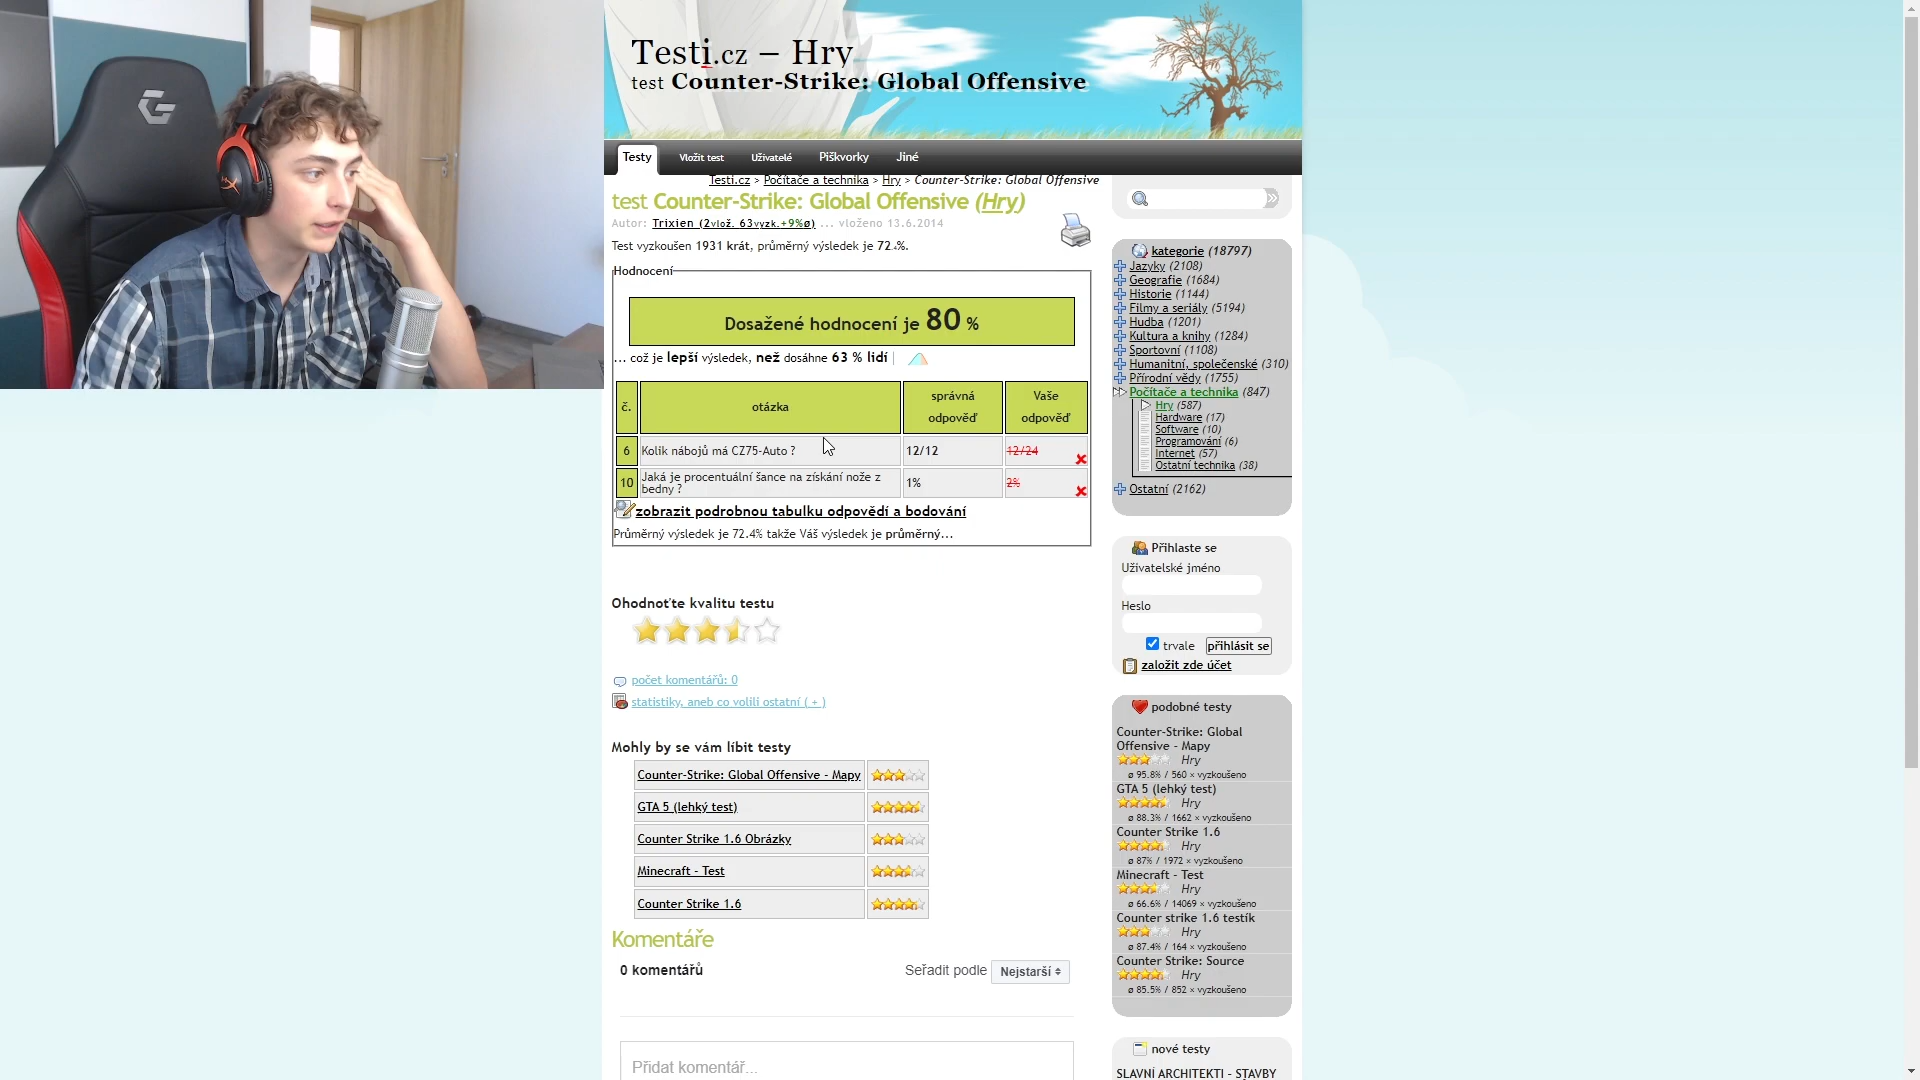 Testi.cz – Hry
test Counter-Strike: Global Offensive
Testy
Vložit test
Uživatelé
Piškvorky
Jiné
Testi.cz > Počítače a technika > Hry > Counter-Strike: Global Offensive
test Counter-Strike: Global Offensive (Hry)
Autor: Trixien (2vlož. 63vyzk.+9%ø) ... vloženo 13.6.2014
Test vyzkoušen 1931 krát, průměrný výsledek je 72.4%.
Hodnocení
Dosažené hodnocení je 80 %
... což je lepší výsledek, než dosáhne 63 % lidí |
č.
otázka
správná odpověď
Vaše odpověď
6
Kolik nábojů má CZ75-Auto ?
12/12
12/24
10
Jaká je procentuální šance na získání nože z
bedny ?
1%
2%
zobrazit podrobnou tabulku odpovědí a bodování
Průměrný výsledek je 72.4% takže Váš výsledek je průměrný...
Ohodnoťte kvalitu testu
počet komentářů: 0
statistiky, aneb co volili ostatní ( + )
Mohly by se vám líbit testy
Counter-Strike: Global Offensive - Mapy
GTA 5 (lehký test)
Counter Strike 1.6 Obrázky
Minecraft - Test
Counter Strike 1.6
Komentáře
0 komentářů
Seřadit podle
Nejstarší
Přidat komentář...
kategorie (18797)
Jazyky (2108)
Geografie (1684)
Historie (1144)
Filmy a seriály (5194)
Hudba (1201)
Kultura a knihy (1284)
Sportovní (1108)
Humanitní, společenské (310)
Přírodní vědy (1755)
Počítače a technika (847)
Hry (587)
Hardware (17)
Software (10)
Programování (6)
Internet (57)
Ostatní technika (38)
Ostatní (2162)
Přihlaste se
Uživatelské jméno
Heslo
trvale
přihlásit se
založit zde účet
podobné testy
Counter-Strike: Global
Offensive - Mapy
Hry
ø 95.8% / 560 × vyzkoušeno
GTA 5 (lehký test)
Hry
ø 88.3% / 1662 × vyzkoušeno
Counter Strike 1.6
Hry
ø 87% / 1972 × vyzkoušeno
Minecraft - Test
Hry
ø 66.6% / 14069 × vyzkoušeno
Counter strike 1.6 testík
Hry
ø 87.4% / 164 × vyzkoušeno
Counter Strike: Source
Hry
ø 85.5% / 852 × vyzkoušeno
nové testy
SLAVNÍ ARCHITEKTI - STAVBY